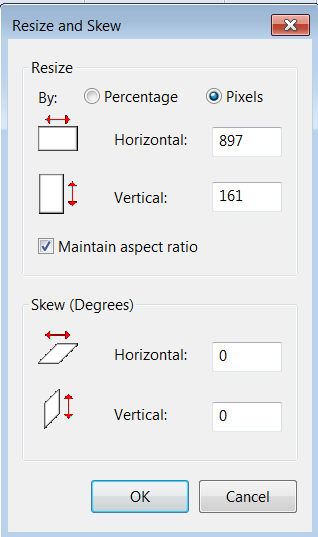 Resize and Skew
Resize
By: Percentage Pixels
Horizontal: 897
Vertical: 161
Maintain aspect ratio
Skew (Degrees)
Horizontal: 0
Vertical: 0
OK Cancel